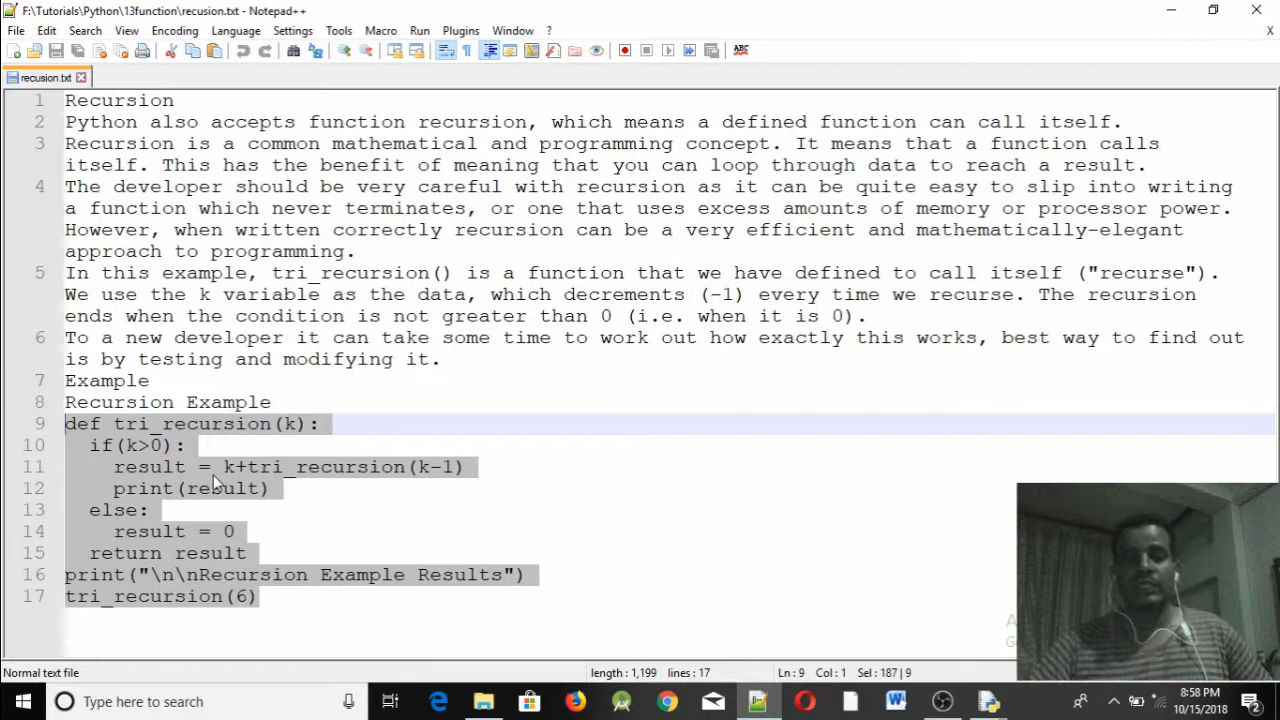 F:\Tutorials\Python\13function\recusion.txt - Notepad++
File Edit Search View Encoding Language Settings Tools Macro Run Plugins Window ? X
ABC
recusion.txt
1 Recursion
2 Python also accepts function recursion, which means a defined function can call itself.
3 Recursion is a common mathematical and programming concept. It means that a function calls
itself. This has the benefit of meaning that you can loop through data to reach a result.
4 The developer should be very careful with recursion as it can be quite easy to slip into writing
a function which never terminates, or one that uses excess amounts of memory or processor power.
However, when written correctly recursion can be a very efficient and mathematically-elegant
approach to programming.
5 In this example, tri_recursion() is a function that we have defined to call itself ("recurse").
We use the k variable as the data, which decrements (-1) every time we recurse. The recursion
ends when the condition is not greater than 0 (i.e. when it is 0).
6 To a new developer it can take some time to work out how exactly this works, best way to find out
is by testing and modifying it.
7 Example
8 Recursion Example
9 def tri_recursion(k):
10 if(k>0):
11 result = k+tri_recursion(k-1)
12 print(result)
13 else:
14 result = 0
15 return result
16 print("\n\nRecursion Example Results")
17 tri_recursion(6)
Normal text file length : 1,199 lines : 17 Ln : 9 Col : 1 Sel : 187 | 9
Type here to search
8:58 PM
10/15/2018
2